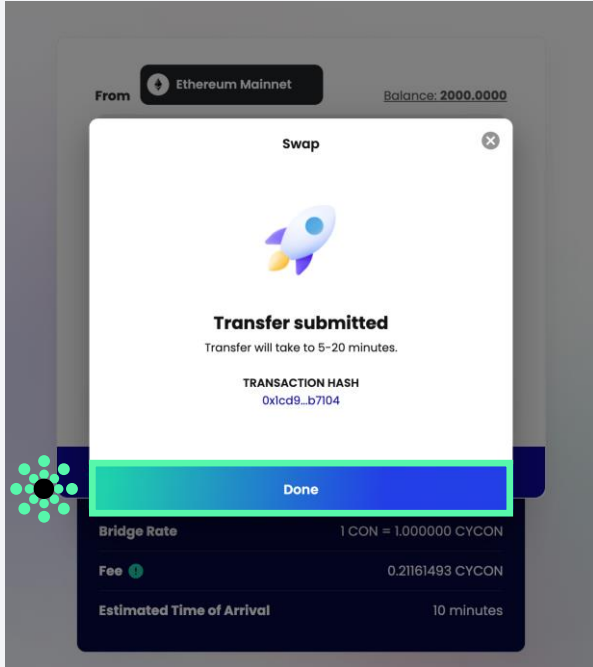 From
Ethereum Mainnet
Balance: 2000.0000
Swap
Transfer submitted
Transfer will take to 5-20 minutes.
TRANSACTION HASH
0x1cd9...b7104
Done
Bridge Rate 1 CON = 1.000000 CYCON
Fee ! 0.21161493 CYCON
Estimated Time of Arrival 10 minutes